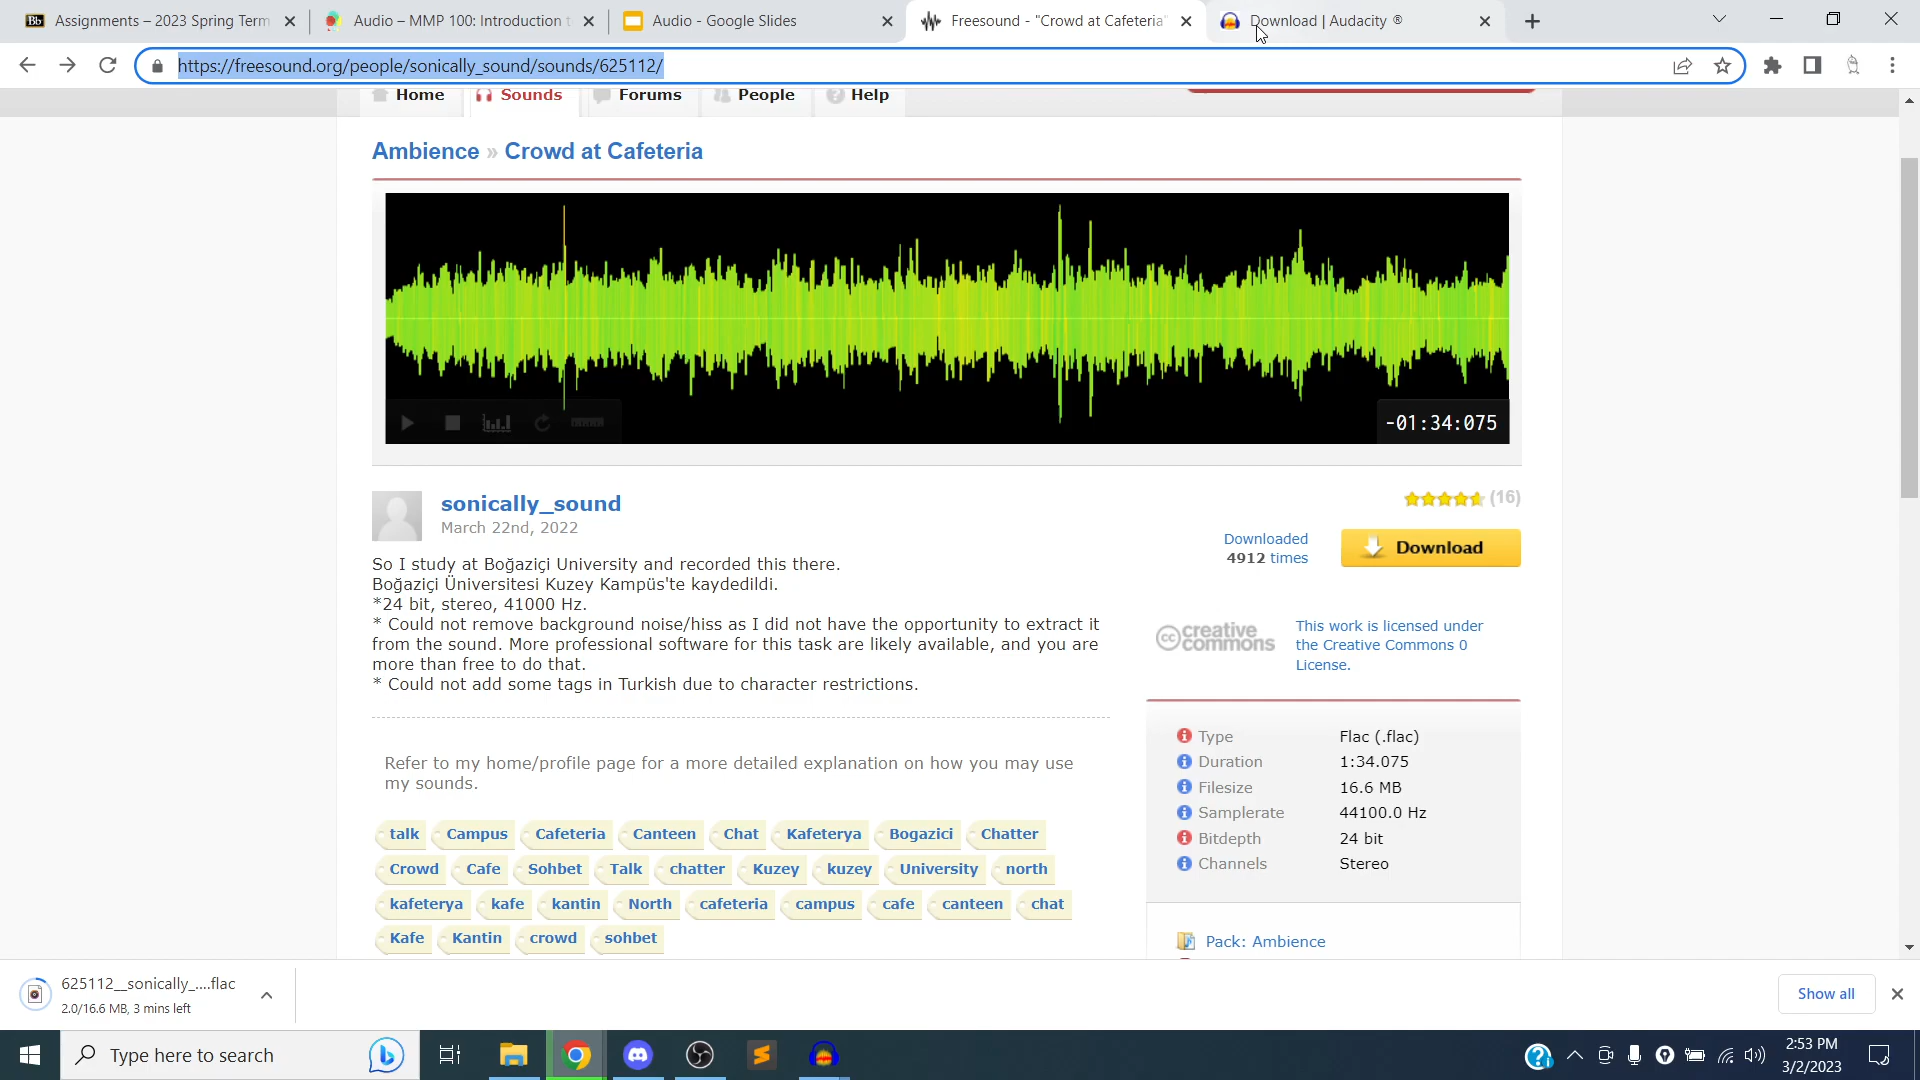 Assignments – 2023 Spring Term
Audio – MMP 100: Introduction t
Audio - Google Slides
Freesound - "Crowd at Cafeteria"
Download | Audacity ®
https://freesound.org/people/sonically_sound/sounds/625112/
Home
Sounds
Forums
People
Help
Ambience » Crowd at Cafeteria
-01:34:075
sonically_sound
March 22nd, 2022
(16)
Downloaded
4912 times
Download
So I study at Boğaziçi University and recorded this there.
Boğaziçi Üniversitesi Kuzey Kampüs'te kaydedildi.
*24 bit, stereo, 41000 Hz.
* Could not remove background noise/hiss as I did not have the opportunity to extract it
from the sound. More professional software for this task are likely available, and you are
more than free to do that.
* Could not add some tags in Turkish due to character restrictions.
creative
commons
This work is licensed under
the Creative Commons 0
License.
Refer to my home/profile page for a more detailed explanation on how you may use
my sounds.
Type Flac (.flac)
Duration 1:34.075
Filesize 16.6 MB
Samplerate 44100.0 Hz
Bitdepth 24 bit
Channels Stereo
talk Campus Cafeteria Canteen Chat Kafeterya Bogazici Chatter
Crowd Cafe Sohbet Talk chatter Kuzey kuzey University north
kafeterya kafe kantin North cafeteria campus cafe canteen chat
Kafe Kantin crowd sohbet
Pack: Ambience
625112__sonically_....flac
2.0/16.6 MB, 3 mins left
Show all
Type here to search
2:53 PM
3/2/2023